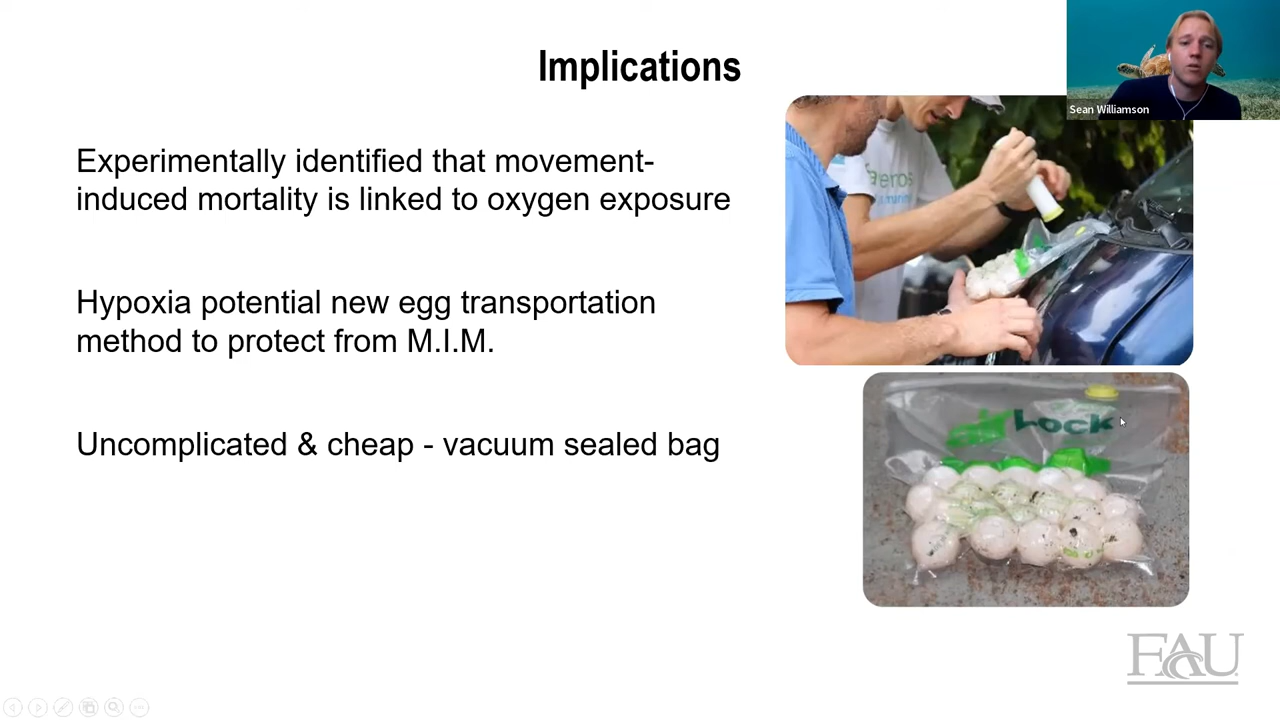 Implications
Sean Williamson
Experimentally identified that movement-
induced mortality is linked to oxygen exposure
Hypoxia potential new egg transportation
method to protect from M.I.M.
Uncomplicated & cheap - vacuum sealed bag
airLock
FAU